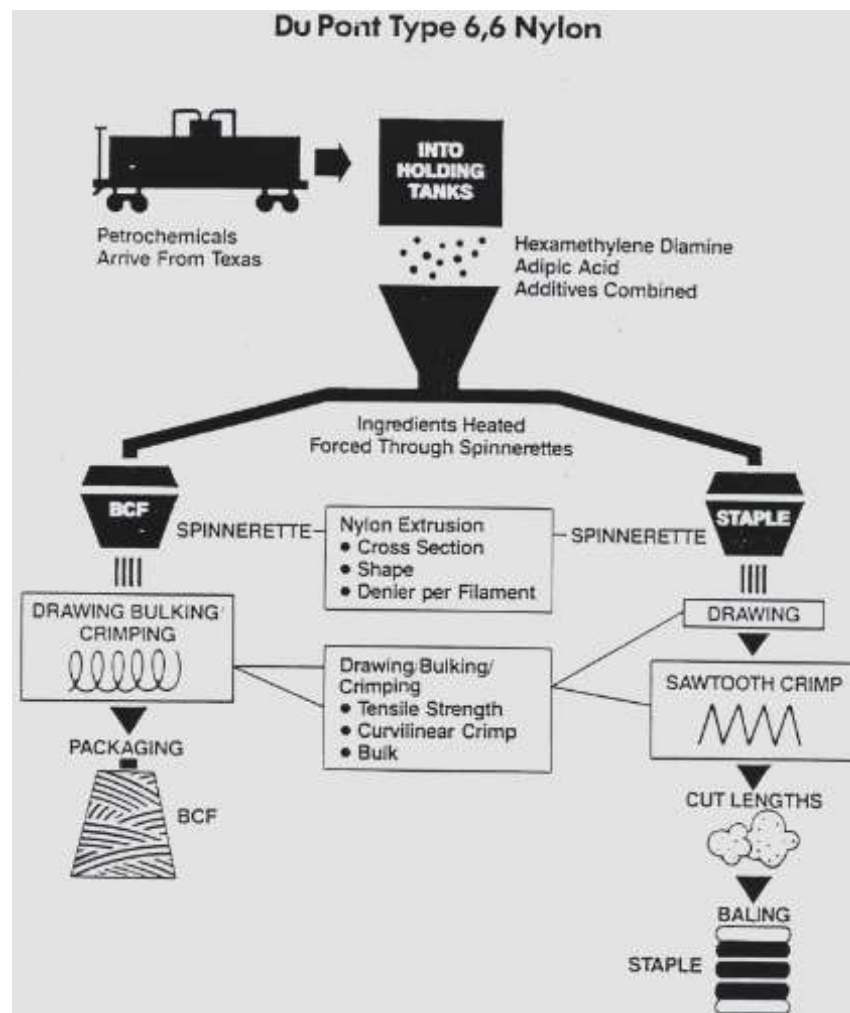 Du Pont Type 6,6 Nylon
INTO
HOLDING
TANKS
Petrochemicals
Arrive From Texas
Hexamethylene Diamine
Adipic Acid
Additives Combined
Ingredients Heated
Forced Through Spinnerettes
BCF
STAPLE
SPINNERETTE
Nylon Extrusion
● Cross Section
● Shape
● Denier per Filament
SPINNERETTE
DRAWING BULKING/
CRIMPING
DRAWING
Drawing/Bulking/
Crimping
● Tensile Strength
● Curvilinear Crimp
● Bulk
SAWTOOTH CRIMP
PACKAGING
BCF
CUT LENGTHS
BALING
STAPLE